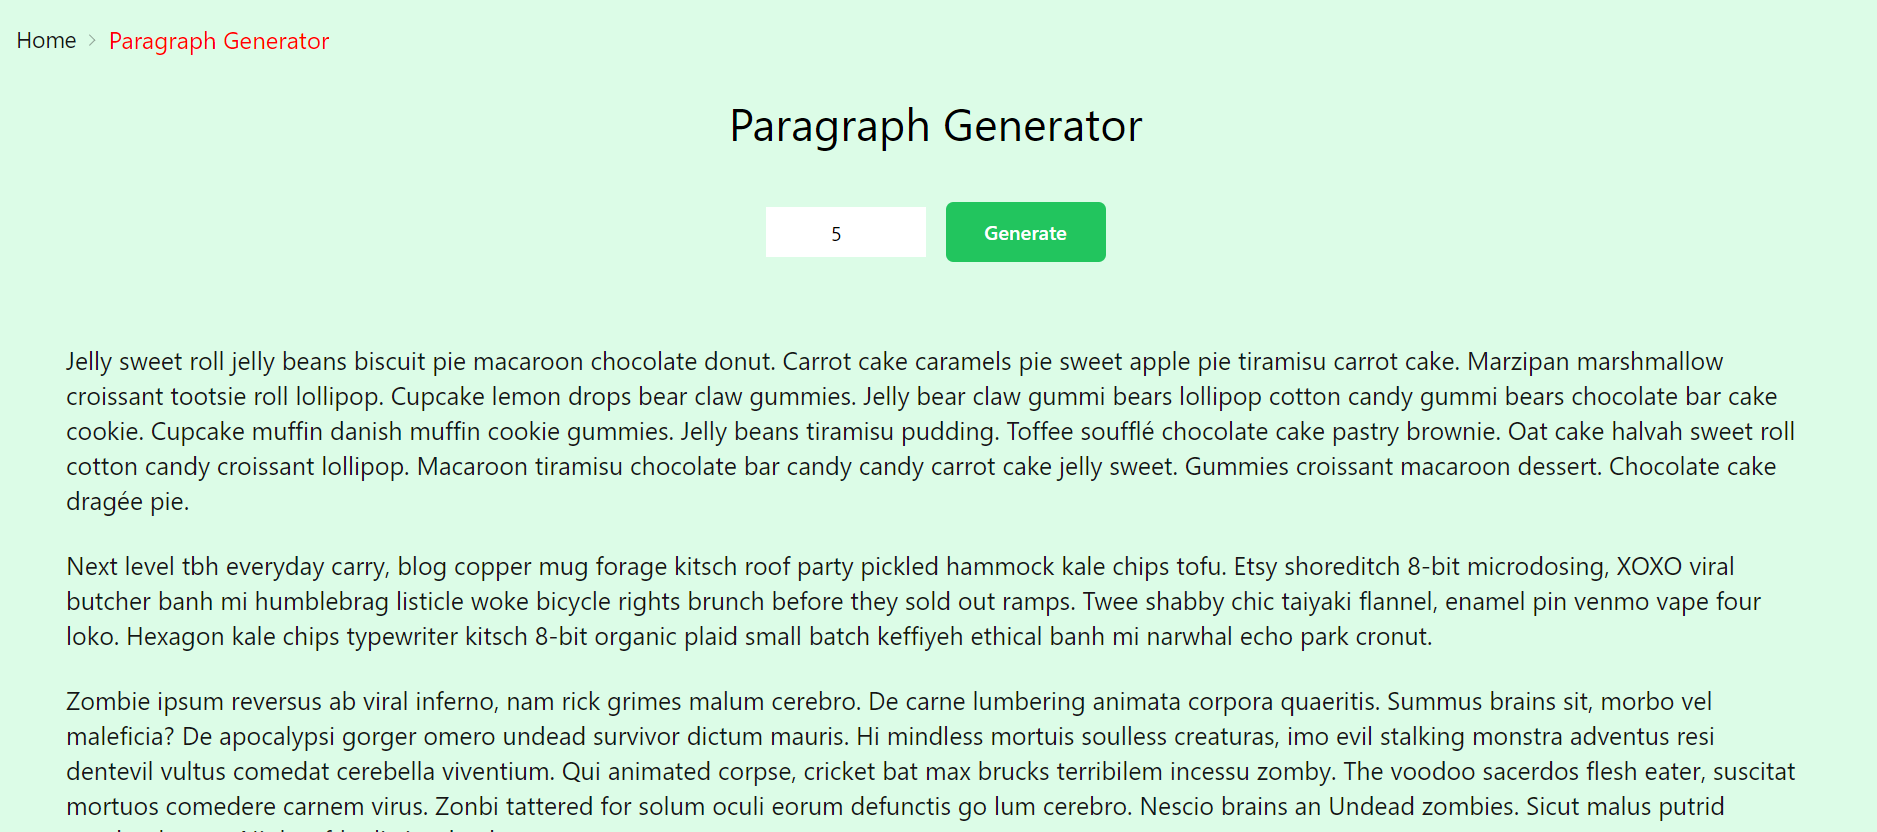 Home > Paragraph Generator
Paragraph Generator
5 Generate
Jelly sweet roll jelly beans biscuit pie macaroon chocolate donut. Carrot cake caramels pie sweet apple pie tiramisu carrot cake. Marzipan marshmallow
croissant tootsie roll lollipop. Cupcake lemon drops bear claw gummies. Jelly bear claw gummi bears lollipop cotton candy gummi bears chocolate bar cake
cookie. Cupcake muffin danish muffin cookie gummies. Jelly beans tiramisu pudding. Toffee soufflé chocolate cake pastry brownie. Oat cake halvah sweet roll
cotton candy croissant lollipop. Macaroon tiramisu chocolate bar candy candy carrot cake jelly sweet. Gummies croissant macaroon dessert. Chocolate cake
dragée pie.
Next level tbh everyday carry, blog copper mug forage kitsch roof party pickled hammock kale chips tofu. Etsy shoreditch 8-bit microdosing, XOXO viral
butcher banh mi humblebrag listicle woke bicycle rights brunch before they sold out ramps. Twee shabby chic taiyaki flannel, enamel pin venmo vape four
loko. Hexagon kale chips typewriter kitsch 8-bit organic plaid small batch keffiyeh ethical banh mi narwhal echo park cronut.
Zombie ipsum reversus ab viral inferno, nam rick grimes malum cerebro. De carne lumbering animata corpora quaeritis. Summus brains sit, morbo vel
maleficia? De apocalypsi gorger omero undead survivor dictum mauris. Hi mindless mortuis soulless creaturas, imo evil stalking monstra adventus resi
dentevil vultus comedat cerebella viventium. Qui animated corpse, cricket bat max brucks terribilem incessu zomby. The voodoo sacerdos flesh eater, suscitat
mortuos comedere carnem virus. Zonbi tattered for solum oculi eorum defunctis go lum cerebro. Nescio brains an Undead zombies. Sicut malus putrid